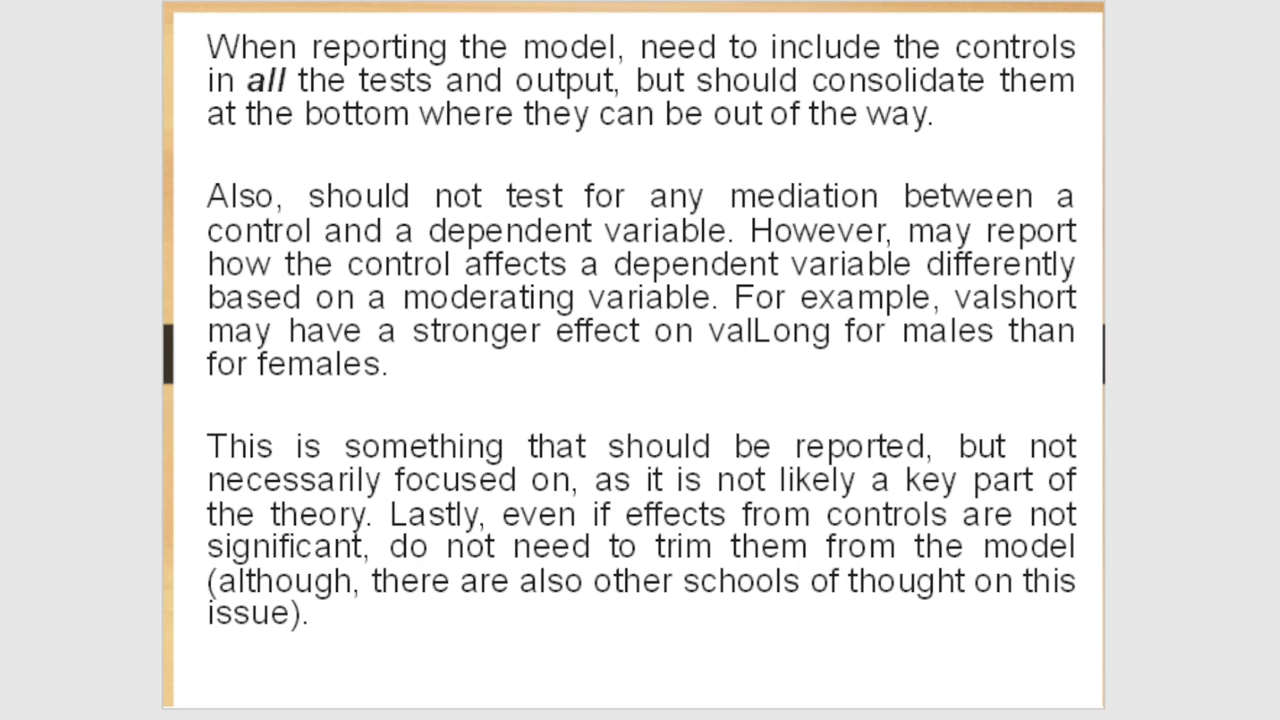 When reporting the model, need to include the controls
in all the tests and output, but should consolidate them
at the bottom where they can be out of the way.
Also, should not test for any mediation between a
control and a dependent variable. However, may report
how the control affects a dependent variable differently
based on a moderating variable. For example, valshort
may have a stronger effect on valLong for males than
for females.
This is something that should be reported, but not
necessarily focused on, as it is not likely a key part of
the theory. Lastly, even if effects from controls are not
significant, do not need to trim them from the model
(although, there are also other schools of thought on this
issue).